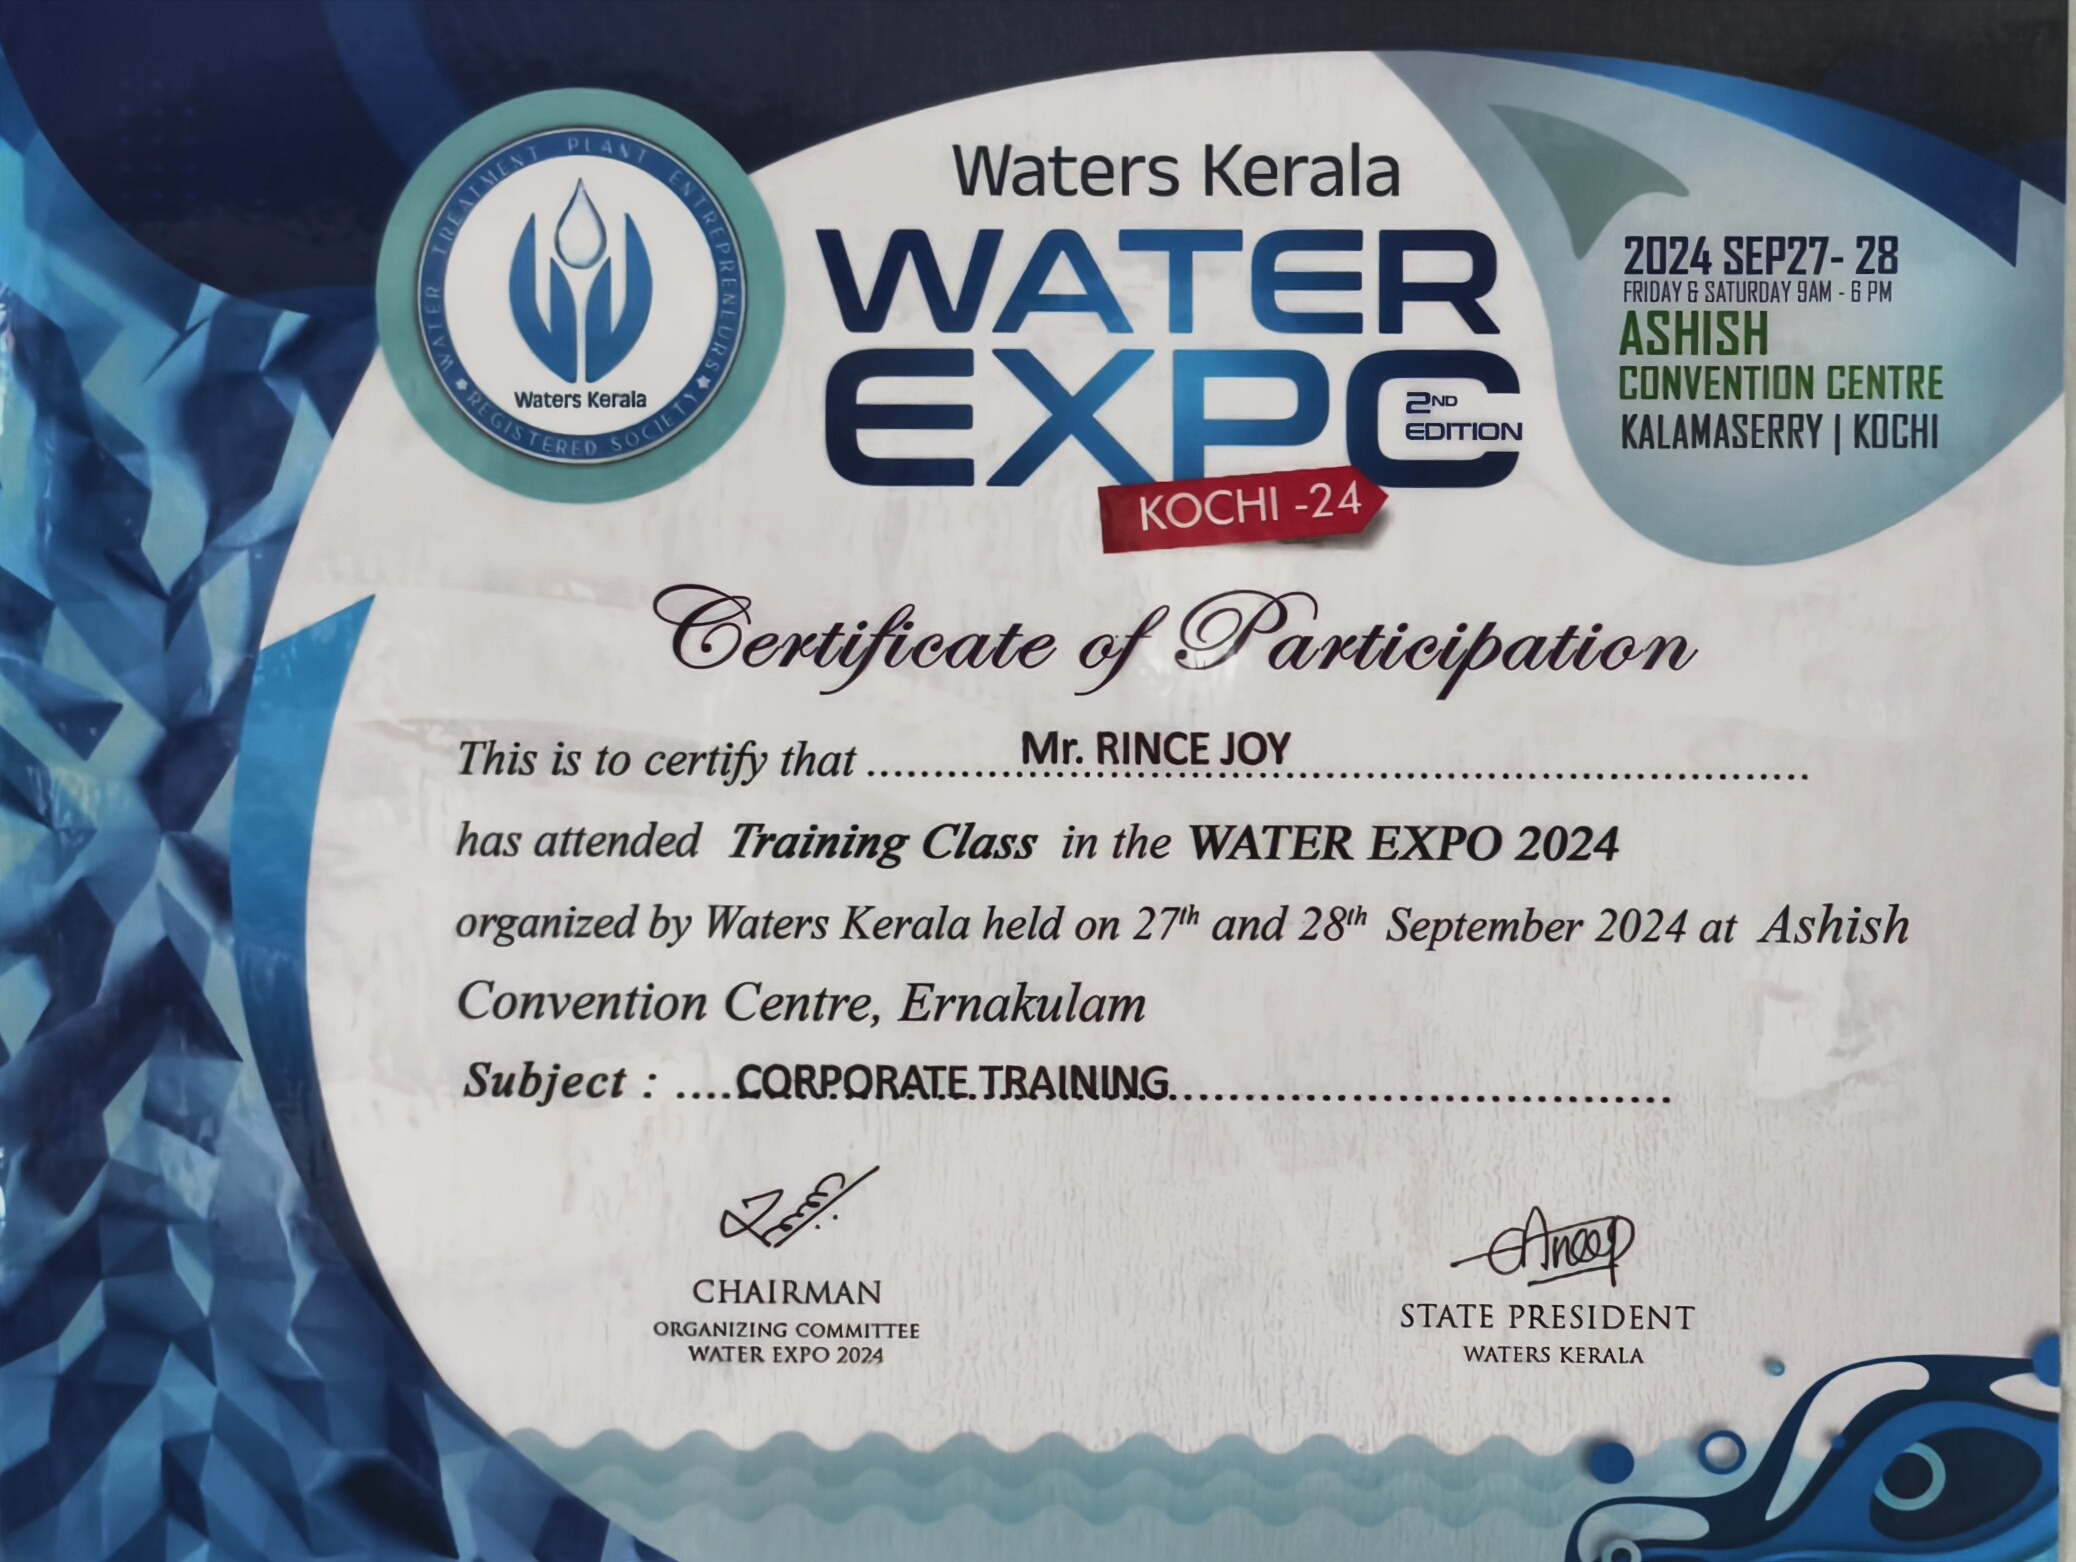 WATER TREATMENT PLANT ENTREPRENEURS
REGISTERED SOCIETY
Waters Kerala
Waters Kerala
WATER
EXPO
2ND
EDITION
KOCHI -24
2024 SEP27- 28
FRIDAY & SATURDAY 9AM - 6 PM
ASHISH
CONVENTION CENTRE
KALAMASERRY | KOCHI
Certificate of Participation
This is to certify that ........Mr. RINCE JOY........
has attended Training Class in the WATER EXPO 2024
organized by Waters Kerala held on 27th and 28th September 2024 at Ashish
Convention Centre, Ernakulam
Subject : ....CORPORATE TRAINING........
CHAIRMAN
ORGANIZING COMMITTEE
WATER EXPO 2024
Aneep
STATE PRESIDENT
WATERS KERALA